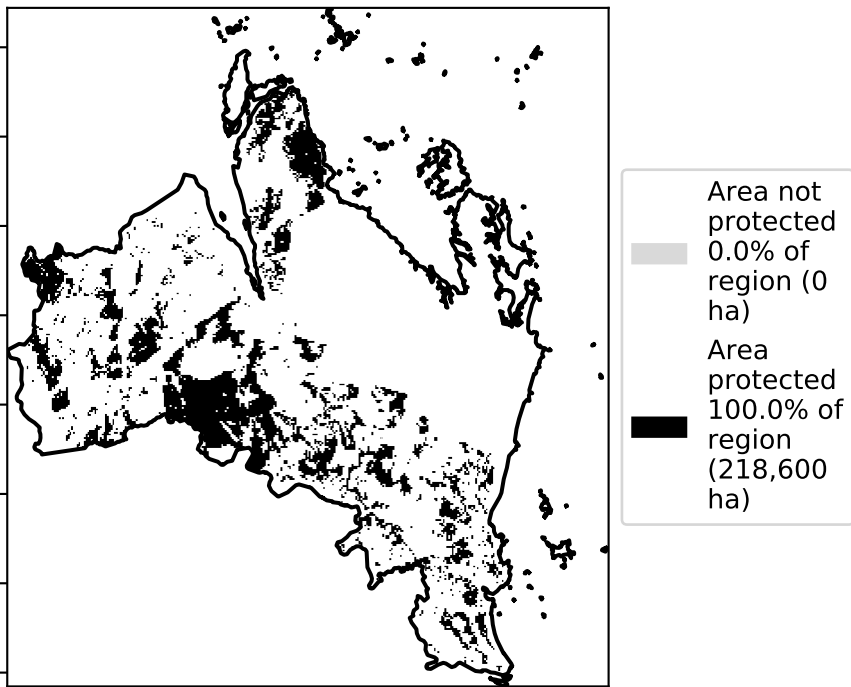 Area not
protected
0.0% of
region (0
ha)
Area
protected
100.0% of
region
(218,600
ha)